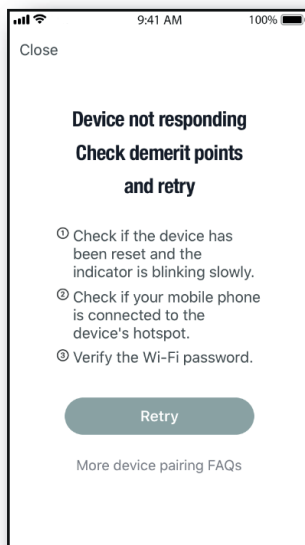 9:41 AM
100%
Close
Device not responding
Check demerit points
and retry
① Check if the device has
been reset and the
indicator is blinking slowly.
② Check if your mobile phone
is connected to the
device's hotspot.
③ Verify the Wi-Fi password.
Retry
More device pairing FAQs